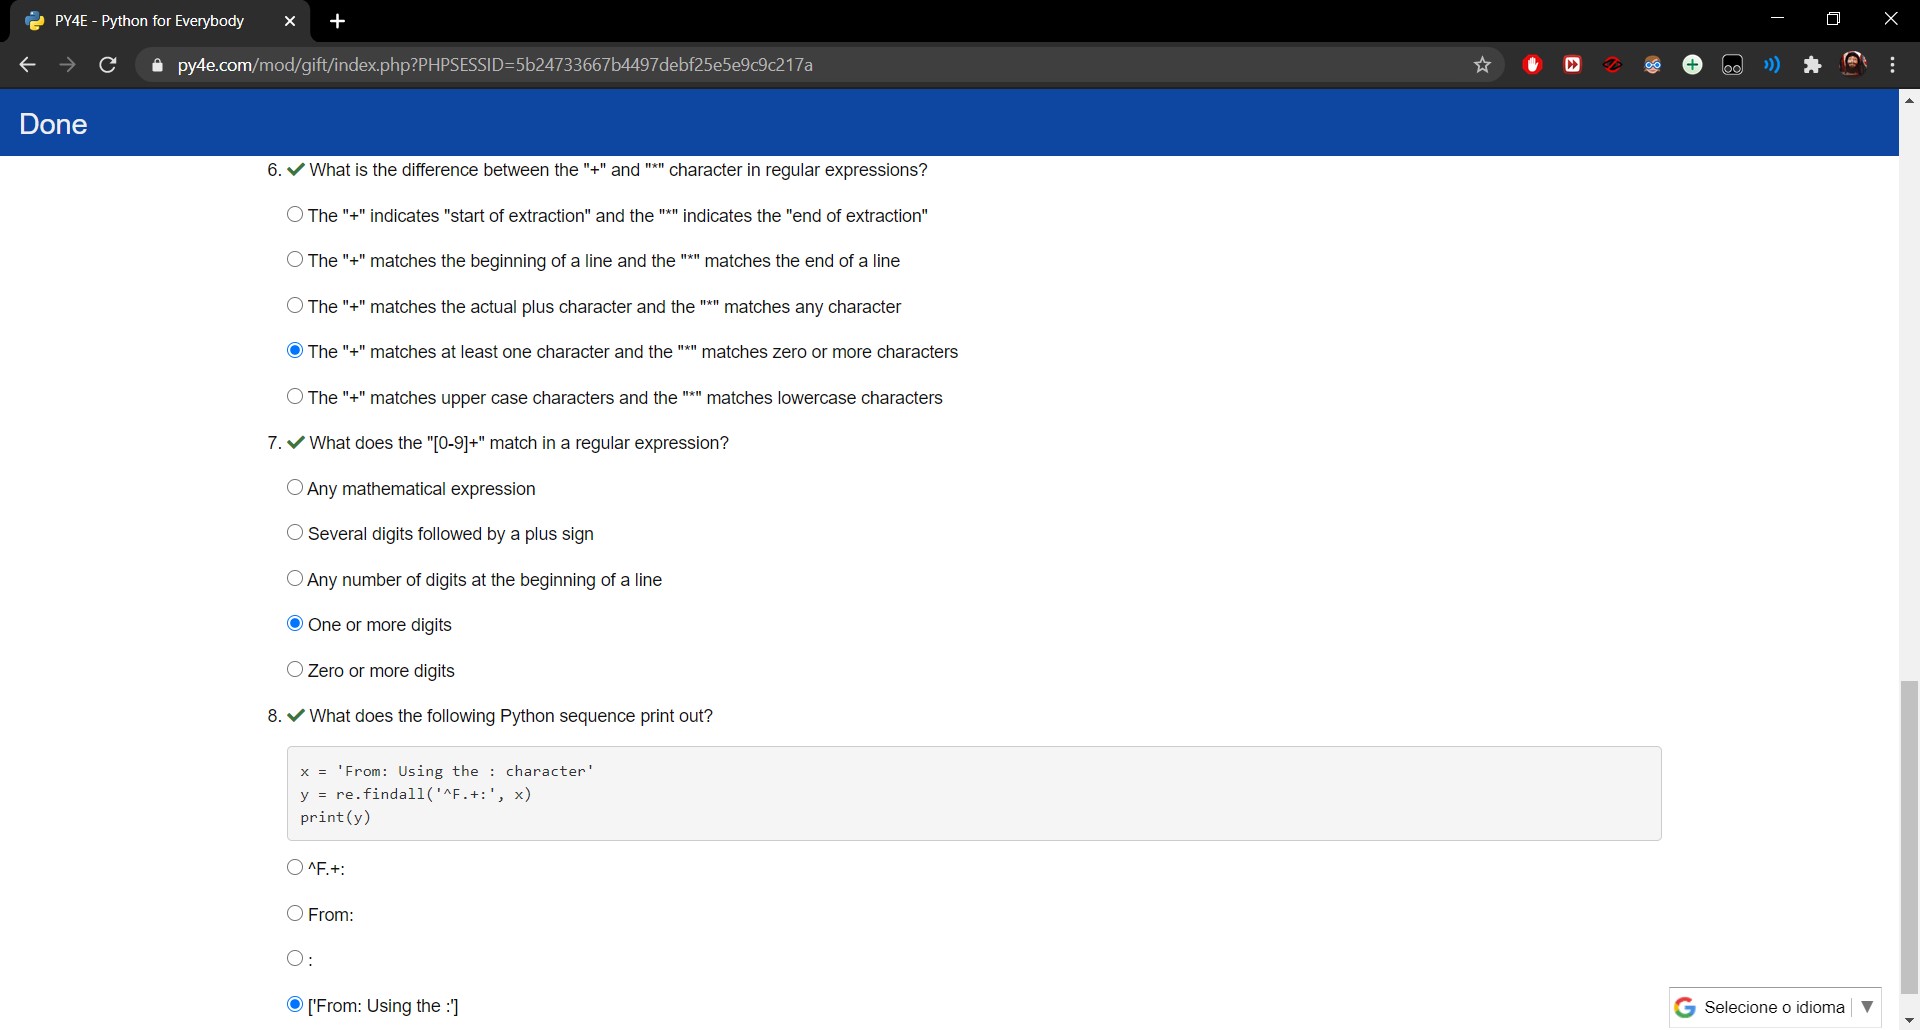 PY4E - Python for Everybody
py4e.com/mod/gift/index.php?PHPSESSID=5b24733667b4497debf25e5e9c9c217a
Done
6. What is the difference between the "+" and "*" character in regular expressions?
The "+" indicates "start of extraction" and the "*" indicates the "end of extraction"
The "+" matches the beginning of a line and the "*" matches the end of a line
The "+" matches the actual plus character and the "*" matches any character
The "+" matches at least one character and the "*" matches zero or more characters
The "+" matches upper case characters and the "*" matches lowercase characters
7. What does the "[0-9]+" match in a regular expression?
Any mathematical expression
Several digits followed by a plus sign
Any number of digits at the beginning of a line
One or more digits
Zero or more digits
8. What does the following Python sequence print out?
x = 'From: Using the : character'
y = re.findall('^F.+:', x)
print(y)
^F.+:
From:
:
['From: Using the :']
Selecione o idioma